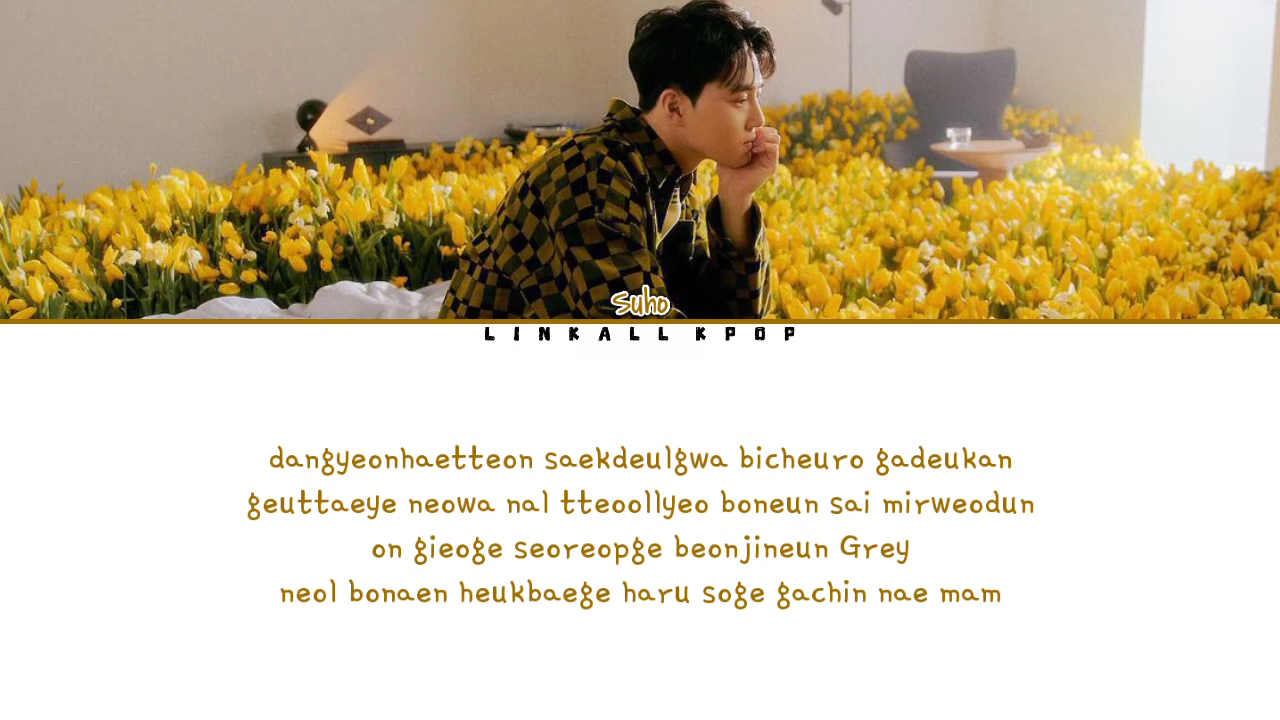 Suho
LINKALL KPOP
dangyeonhaetteon saekdeulgwa bicheuro gadeukan
geuttaeye neowa nal tteoollyeo boneun sai mirweodun
on gieoge seoreopge beonjineun Grey
neol bonaen heukbaege haru soge gachin nae mam